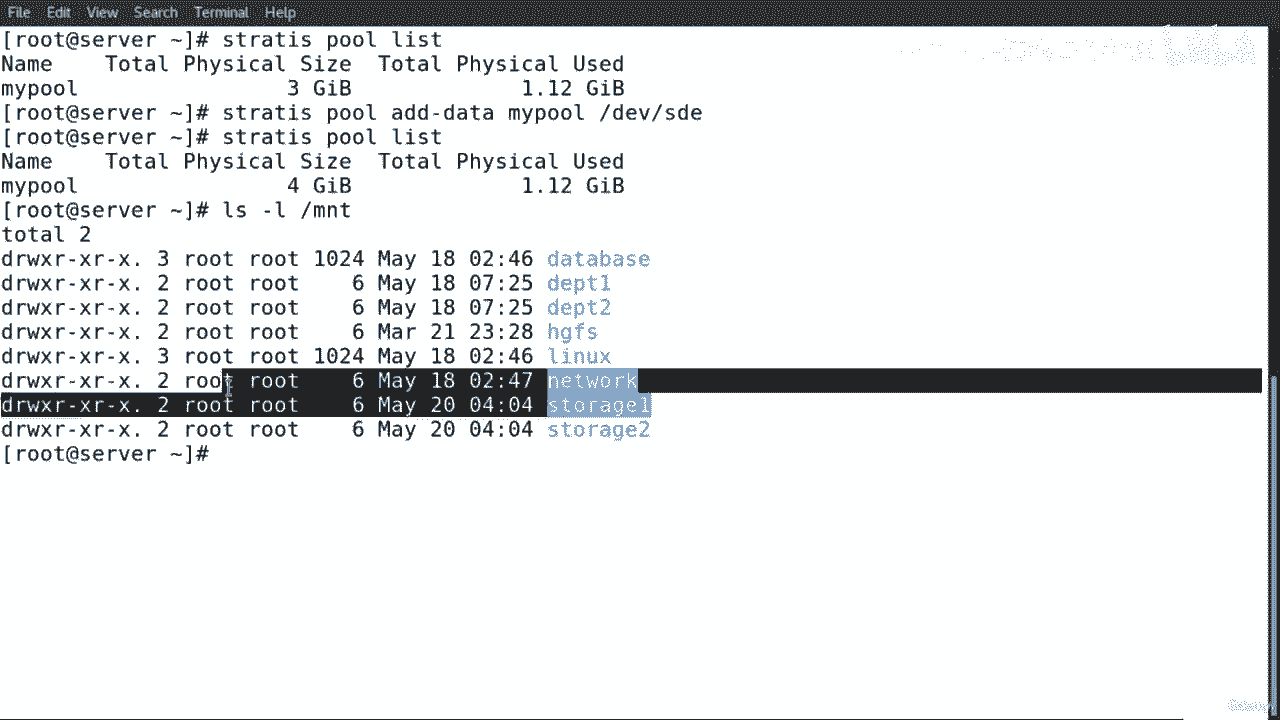 File Edit View Search Terminal Help
[root@server ~]# stratis pool list
Name    Total Physical Size  Total Physical Used
mypool                3 GiB             1.12 GiB
[root@server ~]# stratis pool add-data mypool /dev/sde
[root@server ~]# stratis pool list
Name    Total Physical Size  Total Physical Used
mypool                4 GiB             1.12 GiB
[root@server ~]# ls -l /mnt
total 2
drwxr-xr-x. 3 root root 1024 May 18 02:46 database
drwxr-xr-x. 2 root root    6 May 18 07:25 dept1
drwxr-xr-x. 2 root root    6 May 18 07:25 dept2
drwxr-xr-x. 2 root root    6 Mar 21 23:28 hgfs
drwxr-xr-x. 3 root root 1024 May 18 02:46 linux
drwxr-xr-x. 2 root root    6 May 18 02:47 network
drwxr-xr-x. 2 root root    6 May 20 04:04 storage1
drwxr-xr-x. 2 root root    6 May 20 04:04 storage2
[root@server ~]#